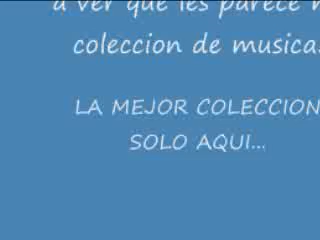 a ver que les parece
coleccion de musica
LA MEJOR COLECCION
SOLO AQUI...